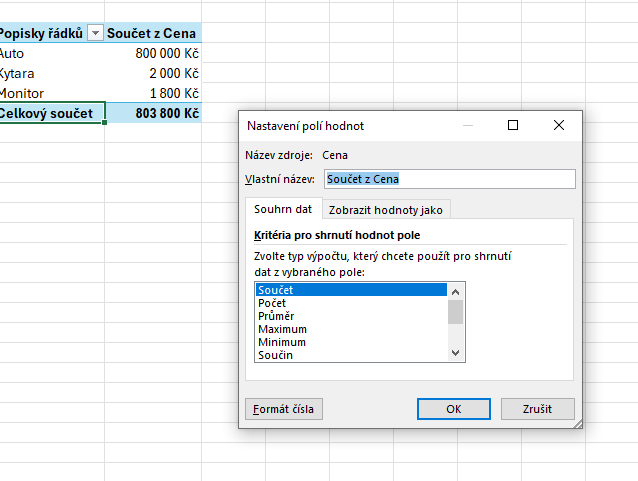 Popisky řádků Součet z Cena
Auto 800 000 Kč
Kytara 2 000 Kč
Monitor 1 800 Kč
Celkový součet 803 800 Kč
Nastavení polí hodnot
Název zdroje: Cena
Vlastní název: Součet z Cena
Souhrn dat Zobrazit hodnoty jako
Kritéria pro shrnutí hodnot pole
Zvolte typ výpočtu, který chcete použít pro shrnutí
dat z vybraného pole:
Součet
Počet
Průměr
Maximum
Minimum
Součin
Formát čísla OK Zrušit